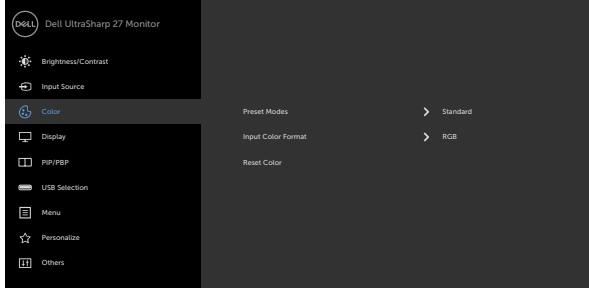 DELL
Dell UltraSharp 27 Monitor
Brightness/Contrast
Input Source
Color
Preset Modes Standard
Input Color Format RGB
Reset Color
Display
PIP/PBP
USB Selection
Menu
Personalize
Others